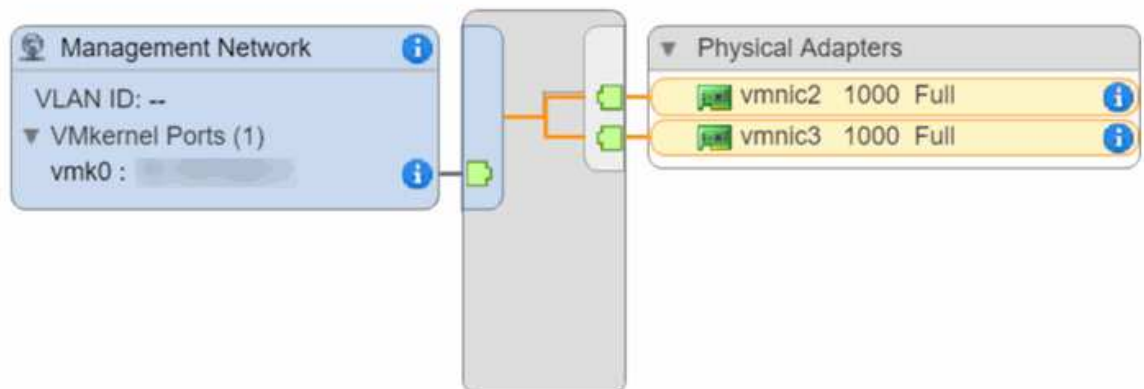 Management Network
VLAN ID: --
VMkernel Ports (1)
vmk0 :
Physical Adapters
vmnic2 1000 Full
vmnic3 1000 Full